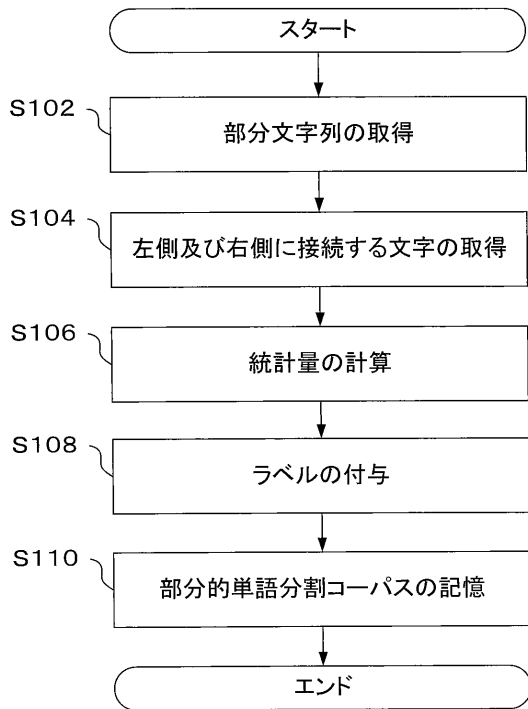 スタート
S102
部分文字列の取得
S104
左側及び右側に接続する文字の取得
S106
統計量の計算
S108
ラベルの付与
S110
部分的単語分割コーパスの記憶
エンド